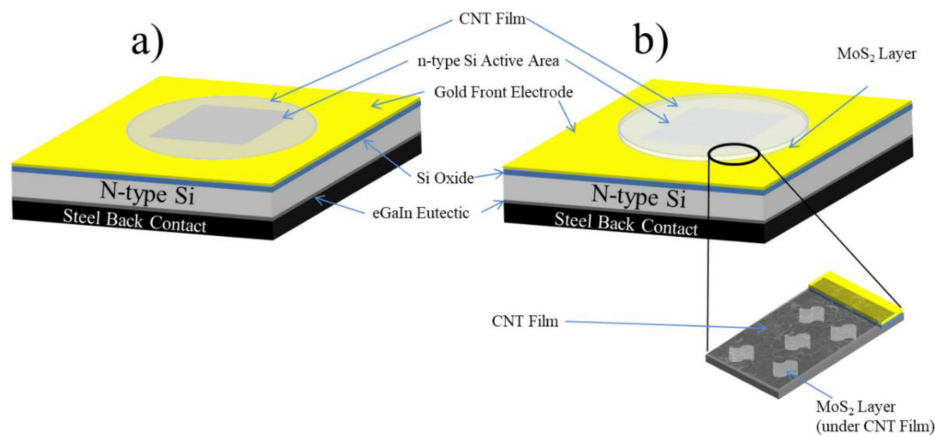 a)
b)
CNT Film
n-type Si Active Area
Gold Front Electrode
MoS₂ Layer
Si Oxide
eGaIn Eutectic
N-type Si
Steel Back Contact
N-type Si
Steel Back Contact
CNT Film
MoS₂ Layer
(under CNT Film)